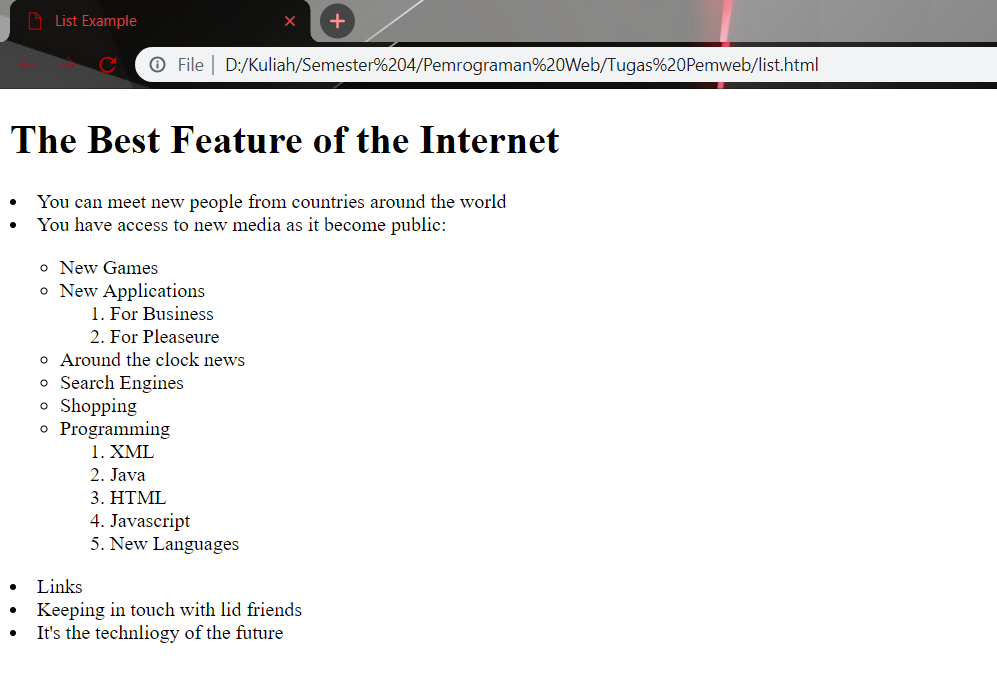 List Example
File | D:/Kuliah/Semester%204/Pemrograman%20Web/Tugas%20Pemweb/list.html
The Best Feature of the Internet
• You can meet new people from countries around the world
• You have access to new media as it become public:
○ New Games
○ New Applications
1. For Business
2. For Pleaseure
○ Around the clock news
○ Search Engines
○ Shopping
○ Programming
1. XML
2. Java
3. HTML
4. Javascript
5. New Languages
• Links
• Keeping in touch with lid friends
• It's the technliogy of the future